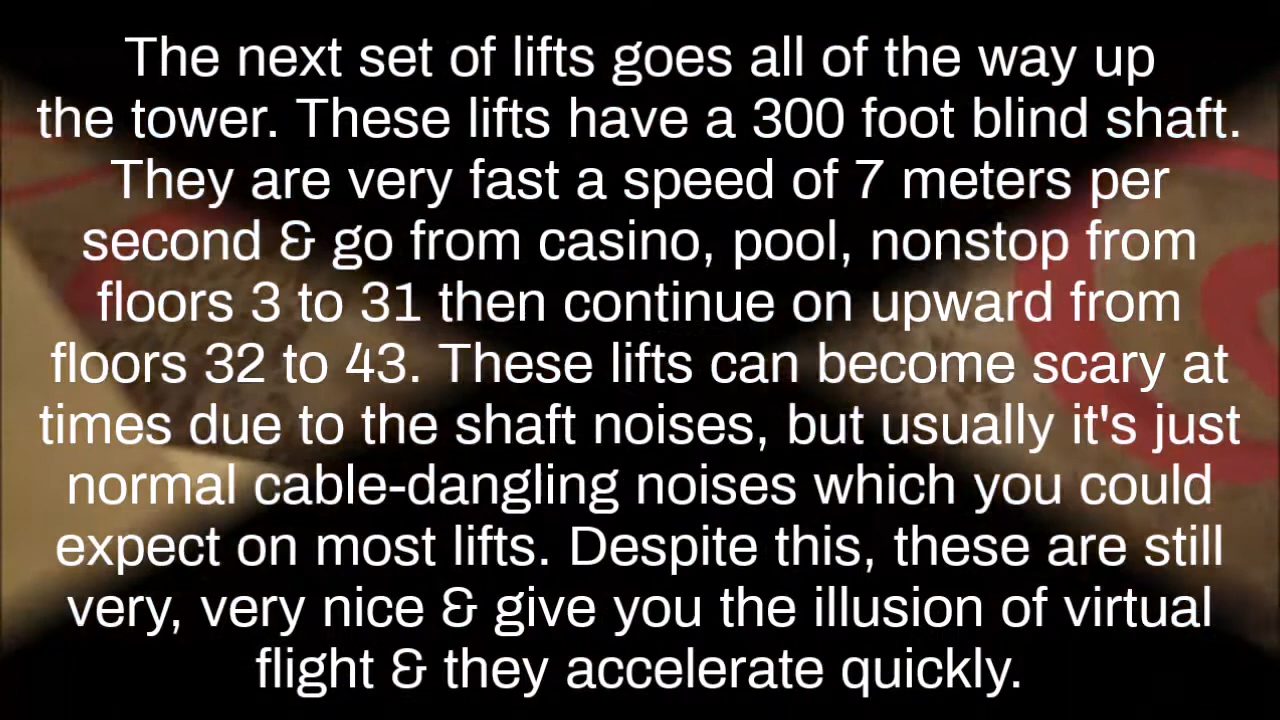 The next set of lifts goes all of the way up
the tower. These lifts have a 300 foot blind shaft.
They are very fast a speed of 7 meters per
second & go from casino, pool, nonstop from
floors 3 to 31 then continue on upward from
floors 32 to 43. These lifts can become scary at
times due to the shaft noises, but usually it's just
normal cable-dangling noises which you could
expect on most lifts. Despite this, these are still
very, very nice & give you the illusion of virtual
flight & they accelerate quickly.